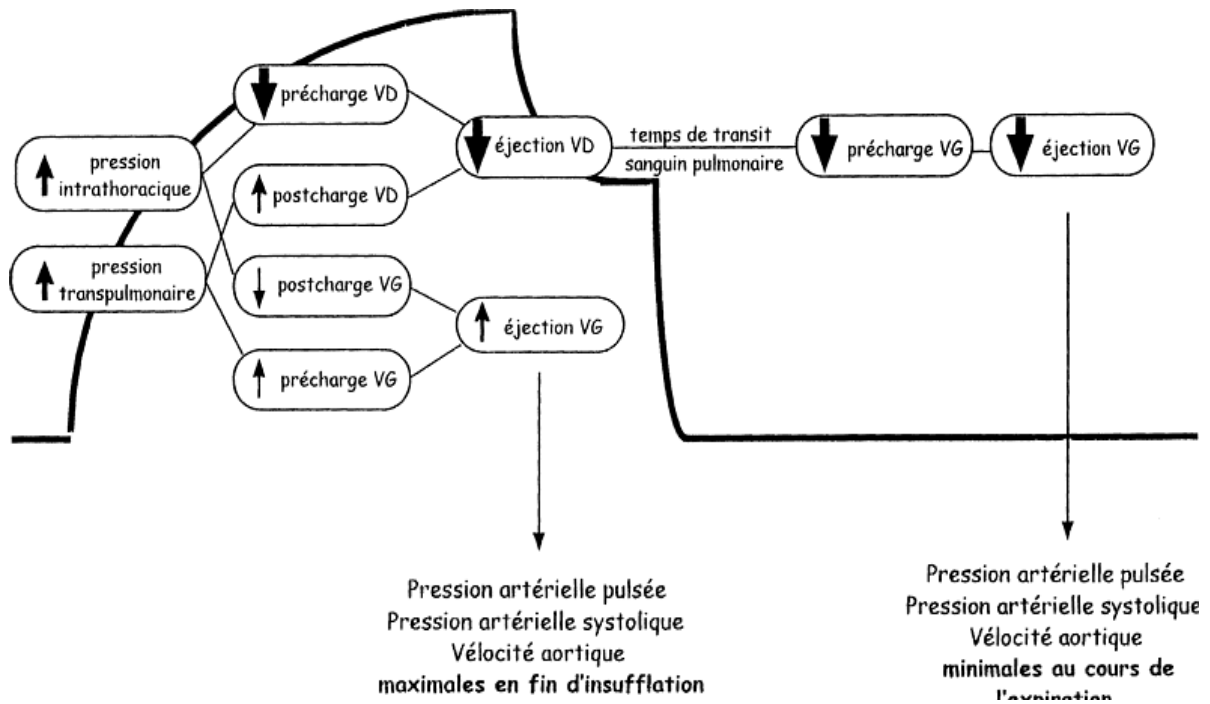 précharge VD
pression
intrathoracique
postcharge VD
pression
transpulmonaire
postcharge VG
précharge VG
éjection VD
éjection VG
temps de transit
sanguin pulmonaire
précharge VG
éjection VG
Pression artérielle pulsée
Pression artérielle systolique
Vélocité aortique
maximales en fin d'insufflation
Pression artérielle pulsée
Pression artérielle systolique
Vélocité aortique
minimales au cours de
l'expiration